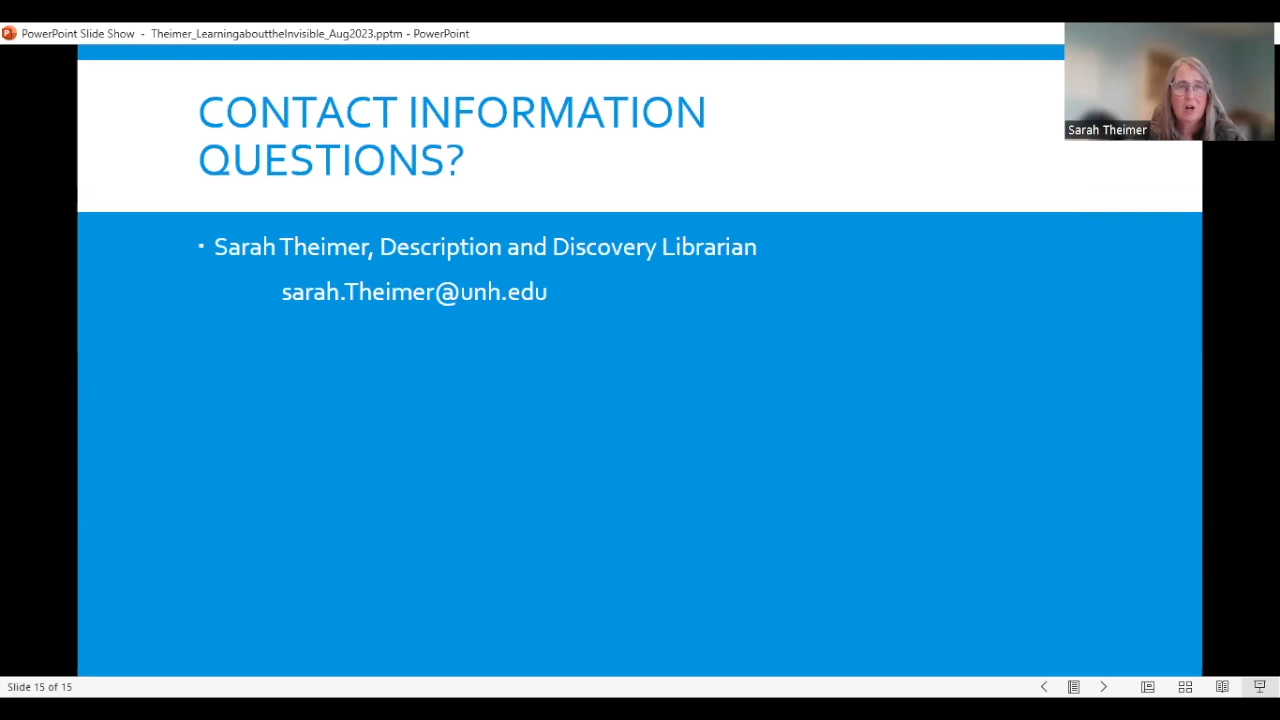 PowerPoint Slide Show - Theimer_LearningabouttheInvisible_Aug2023.pptm - PowerPoint
Sarah Theimer
CONTACT INFORMATION
QUESTIONS?
▪ Sarah Theimer, Description and Discovery Librarian
sarah.Theimer@unh.edu
Slide 15 of 15